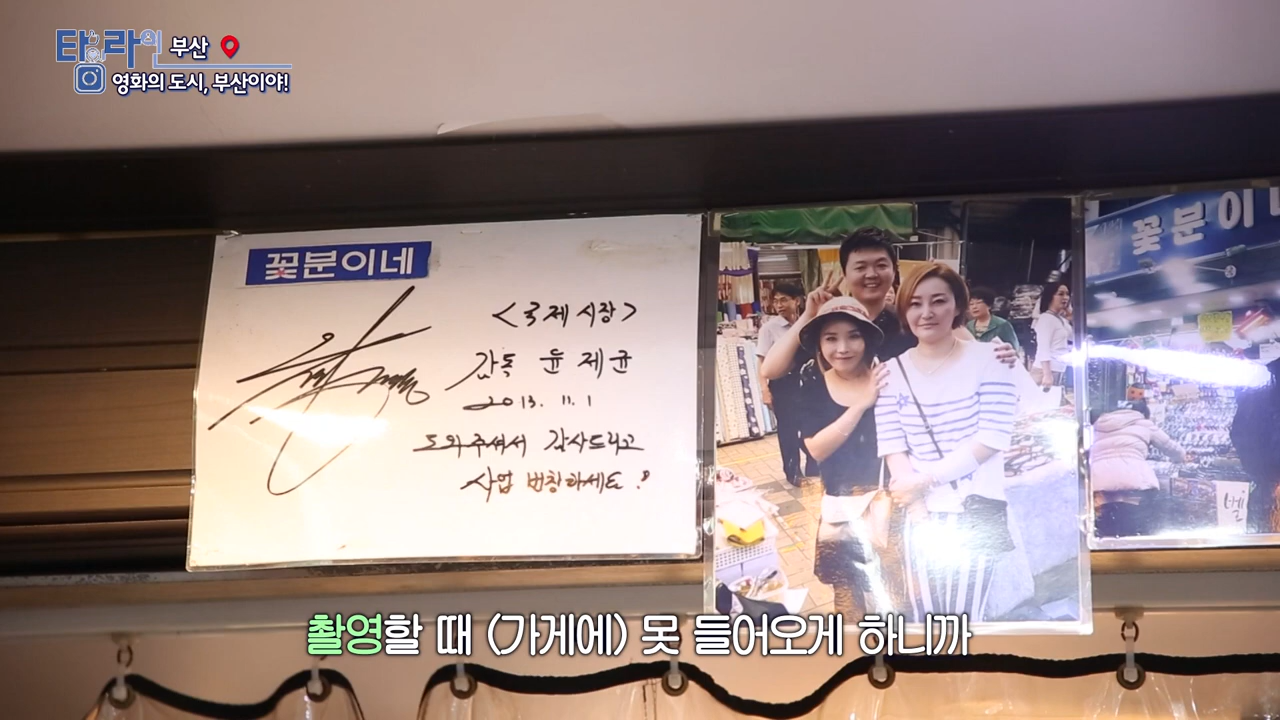 타라의 부산
영화의 도시, 부산이야!
꽃분이네
<국제시장>
감독 윤제균
2013. 11. 1
도와주셔서 감사드리고
사업 번창하세요!
꽃분이네
벨
촬영할 때 (가게에) 못 들어오게 하니까